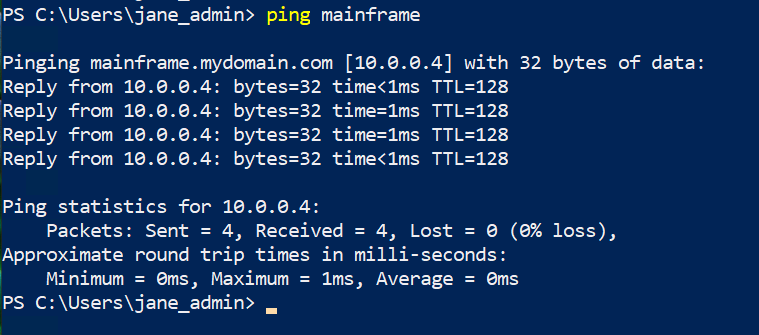 PS C:\Users\jane_admin> ping mainframe
Pinging mainframe.mydomain.com [10.0.0.4] with 32 bytes of data:
Reply from 10.0.0.4: bytes=32 time<1ms TTL=128
Reply from 10.0.0.4: bytes=32 time=1ms TTL=128
Reply from 10.0.0.4: bytes=32 time=1ms TTL=128
Reply from 10.0.0.4: bytes=32 time<1ms TTL=128
Ping statistics for 10.0.0.4:
    Packets: Sent = 4, Received = 4, Lost = 0 (0% loss),
Approximate round trip times in milli-seconds:
    Minimum = 0ms, Maximum = 1ms, Average = 0ms
PS C:\Users\jane_admin>